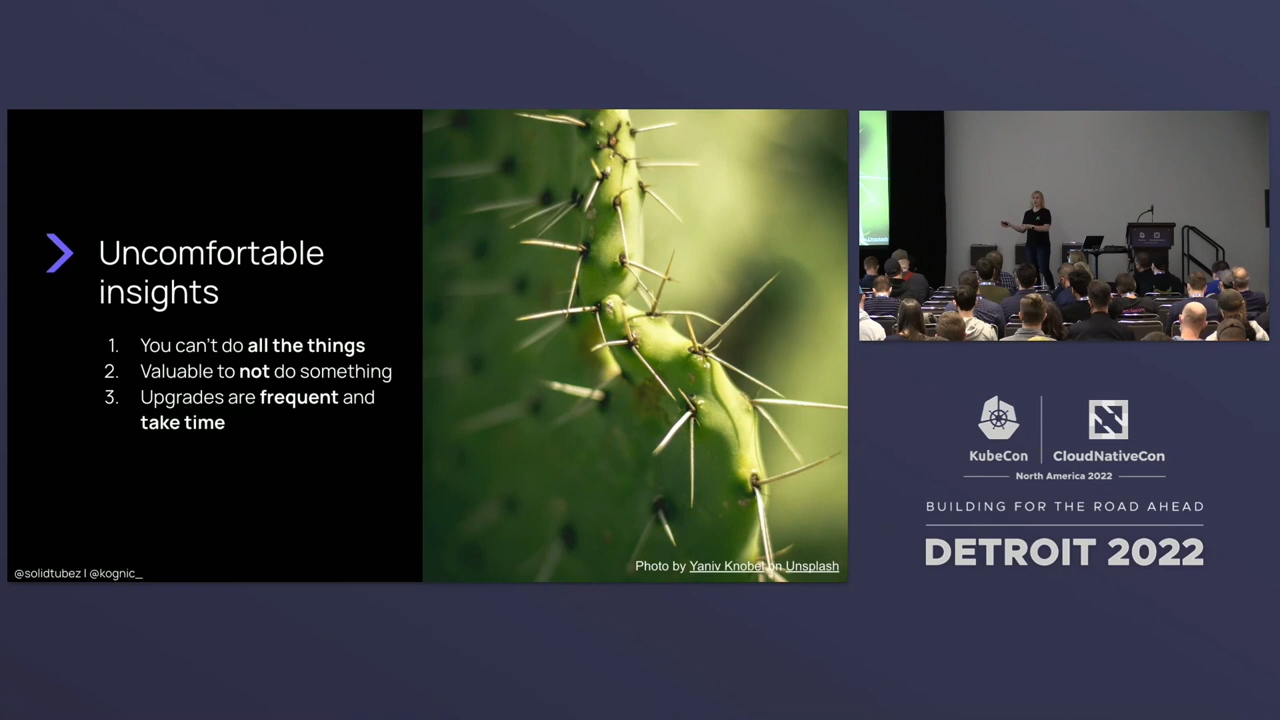 Uncomfortable
insights
1. You can't do all the things
2. Valuable to not do something
3. Upgrades are frequent and
take time
@solidtubez | @kognic_
Photo by Yaniv Knobel on Unsplash
KubeCon
CloudNativeCon
North America 2022
BUILDING FOR THE ROAD AHEAD
DETROIT 2022